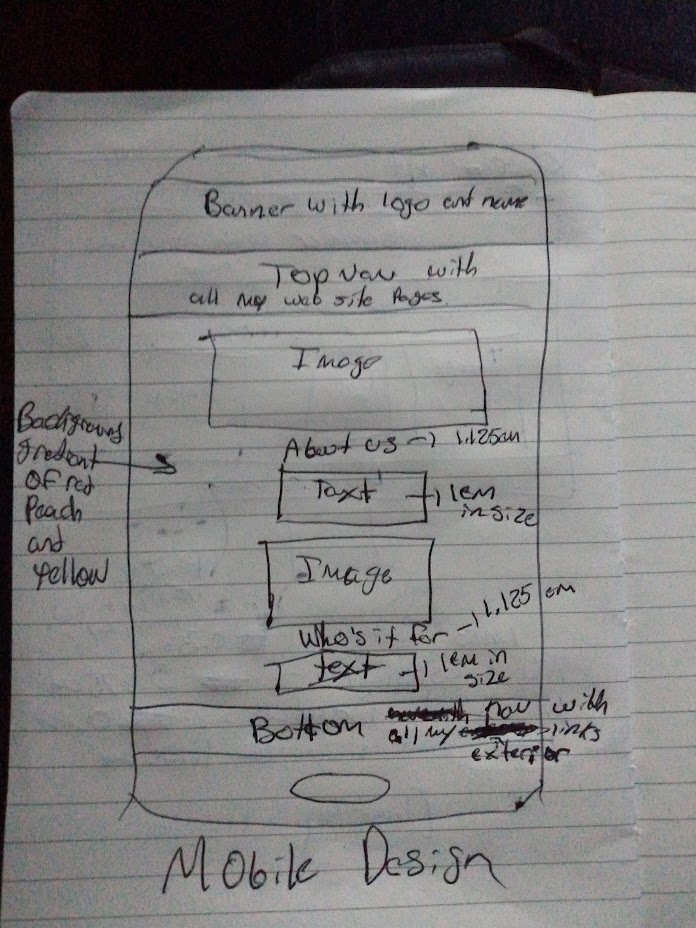 Banner with logo and name
Top Nav with
all my web site Pages
Image
About us → 1.125em
Text → 1em
in size
Background
gredient
of red
Peach
and
Yellow
Image
Who's it for → 1.125 em
text → 1em in
size
Bottom nav with
all my links
exterior
Mobile Design